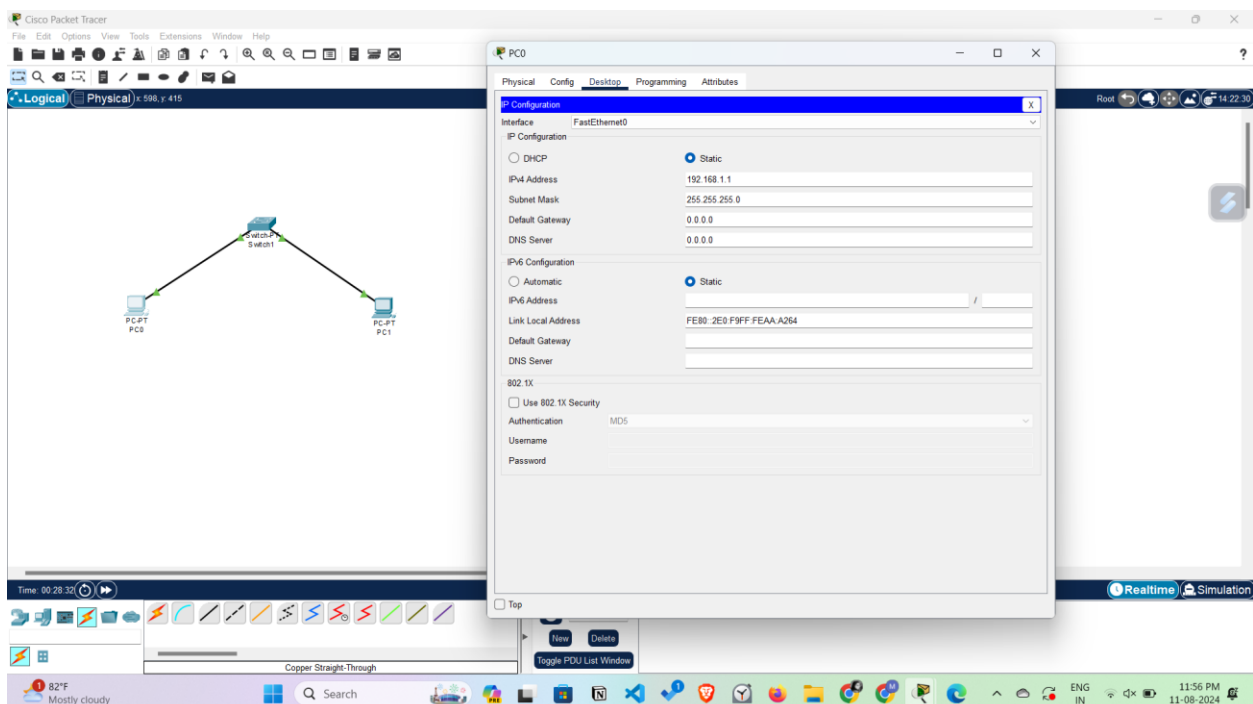 Cisco Packet Tracer
File Edit Options View Tools Extensions Window Help
?
Logical Physical x: 598, y: 415
Root 14:22:30
PC0
Physical Config Desktop Programming Attributes
IP Configuration X
Interface FastEthernet0
IP Configuration
DHCP Static
IPv4 Address 192.168.1.1
Subnet Mask 255.255.255.0
Default Gateway 0.0.0.0
DNS Server 0.0.0.0
IPv6 Configuration
Automatic Static
IPv6 Address /
Link Local Address FE80::2E0:F9FF:FEAA:A264
Default Gateway
DNS Server
802.1X
Use 802.1X Security
Authentication MD5
Username
Password
Top
Switch-PT
Switch1
PC-PT
PC0
PC-PT
PC1
Time: 00:28:32
Realtime Simulation
New Delete
Toggle PDU List Window
Copper Straight-Through
1
82°F
Mostly cloudy
Search
PRE
1
ENG
IN
11:56 PM
11-08-2024